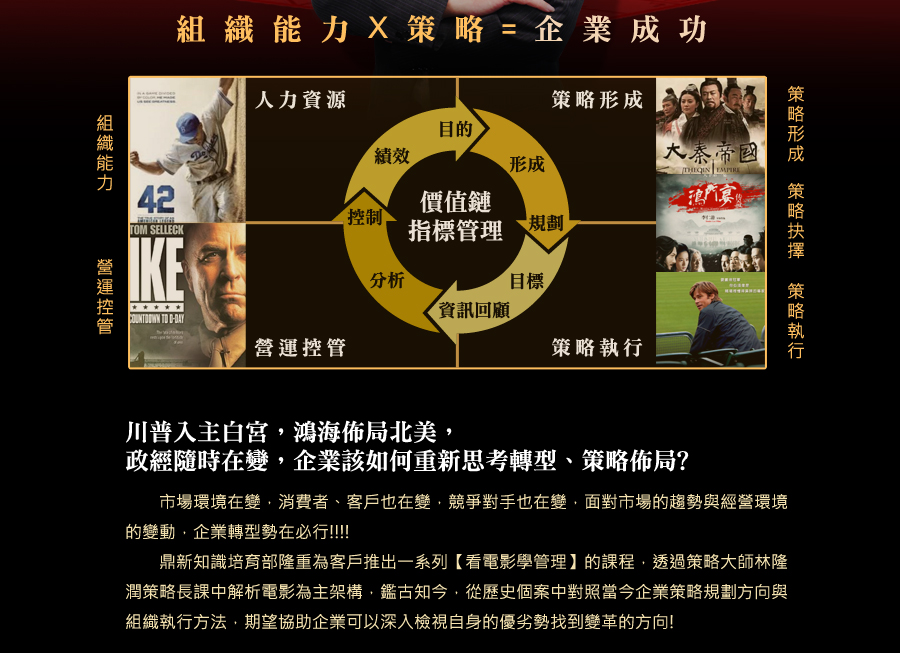 組織能力X策略=企業成功
組織能力
人力資源
策略形成
策略形成
42
大秦帝國
THE QIN EMPIRE
鴻門宴
傳奇
策略抉擇
目的
績效
形成
價值鏈
指標管理
控制
規劃
分析
目標
資訊回顧
TOM SELLECK
IKE
COUNTDOWN TO D-DAY
營運控管
營運控管
策略執行
策略執行
川普入主白宮，鴻海佈局北美，
政經隨時在變，企業該如何重新思考轉型、策略佈局?
市場環境在變，消費者、客戶也在變，競爭對手也在變，面對市場的趨勢與經營環境
的變動，企業轉型勢在必行!!!!
鼎新知識培育部隆重為客戶推出一系列【看電影學管理】的課程，透過策略大師林隆
潤策略長課中解析電影為主架構，鑑古知今，從歷史個案中對照當今企業策略規劃方向與
組織執行方法，期望協助企業可以深入檢視自身的優劣勢找到變革的方向!